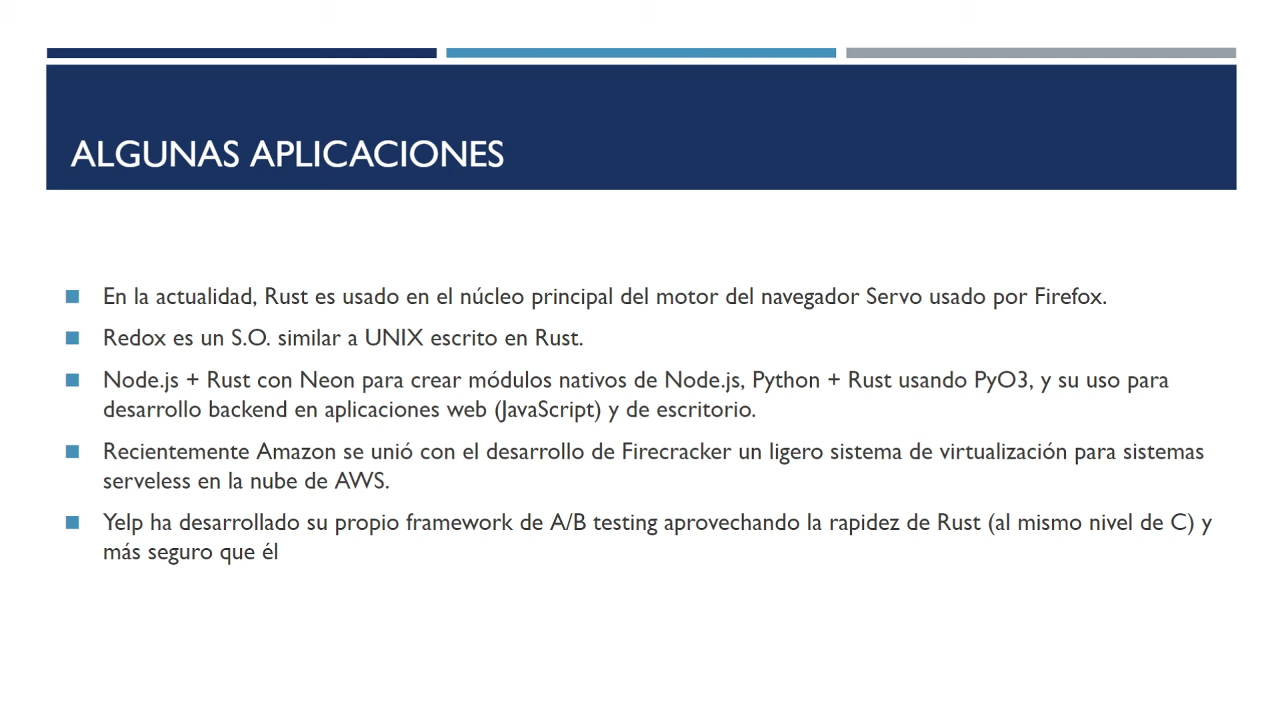 ALGUNAS APLICACIONES
En la actualidad, Rust es usado en el núcleo principal del motor del navegador Servo usado por Firefox.
Redox es un S.O. similar a UNIX escrito en Rust.
Node.js + Rust con Neon para crear módulos nativos de Node.js, Python + Rust usando PyO3, y su uso para
desarrollo backend en aplicaciones web (JavaScript) y de escritorio.
Recientemente Amazon se unió con el desarrollo de Firecracker un ligero sistema de virtualización para sistemas
serveless en la nube de AWS.
Yelp ha desarrollado su propio framework de A/B testing aprovechando la rapidez de Rust (al mismo nivel de C) y
más seguro que él